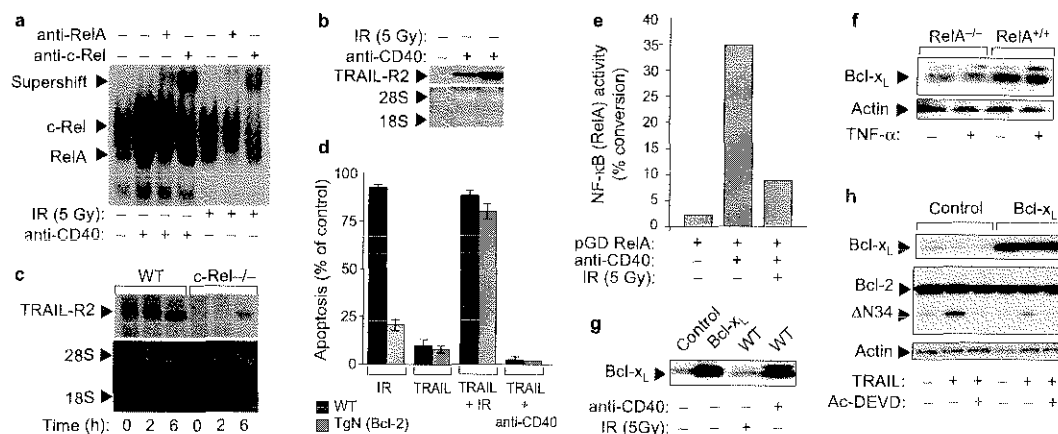 a
anti-RelA – – + – – + –
anti-c-Rel – – – + – – +
Supershift
c-Rel
RelA
IR (5 Gy) – – – – + + +
anti-CD40 – + + + – – –
b
IR (5 Gy) – – +
anti-CD40 – + +
TRAIL-R2
28S
18S
c
WT c-Rel–/–
TRAIL-R2
28S
18S
Time (h) 0 2 6 0 2 6
d
Apoptosis (% of control)
100
75
50
25
0
IR TRAIL TRAIL TRAIL
+ IR +
anti-CD40
WT
TgN (Bcl-2)
e
NF-κB (RelA) activity
(% conversion)
35
30
25
20
15
10
5
0
pGD RelA + + +
anti-CD40 – + +
IR (5 Gy) – – +
f
RelA–/– RelA+/+
Bcl-xL
Actin
TNF-α: – + – +
g
Control Bcl-xL WT WT
Bcl-xL
anti-CD40: – – – +
IR (5Gy) – – + –
h
Control Bcl-xL
Bcl-xL
Bcl-2
ΔN34
Actin
TRAIL: – + + – + +
Ac-DEVD: – – + – – +